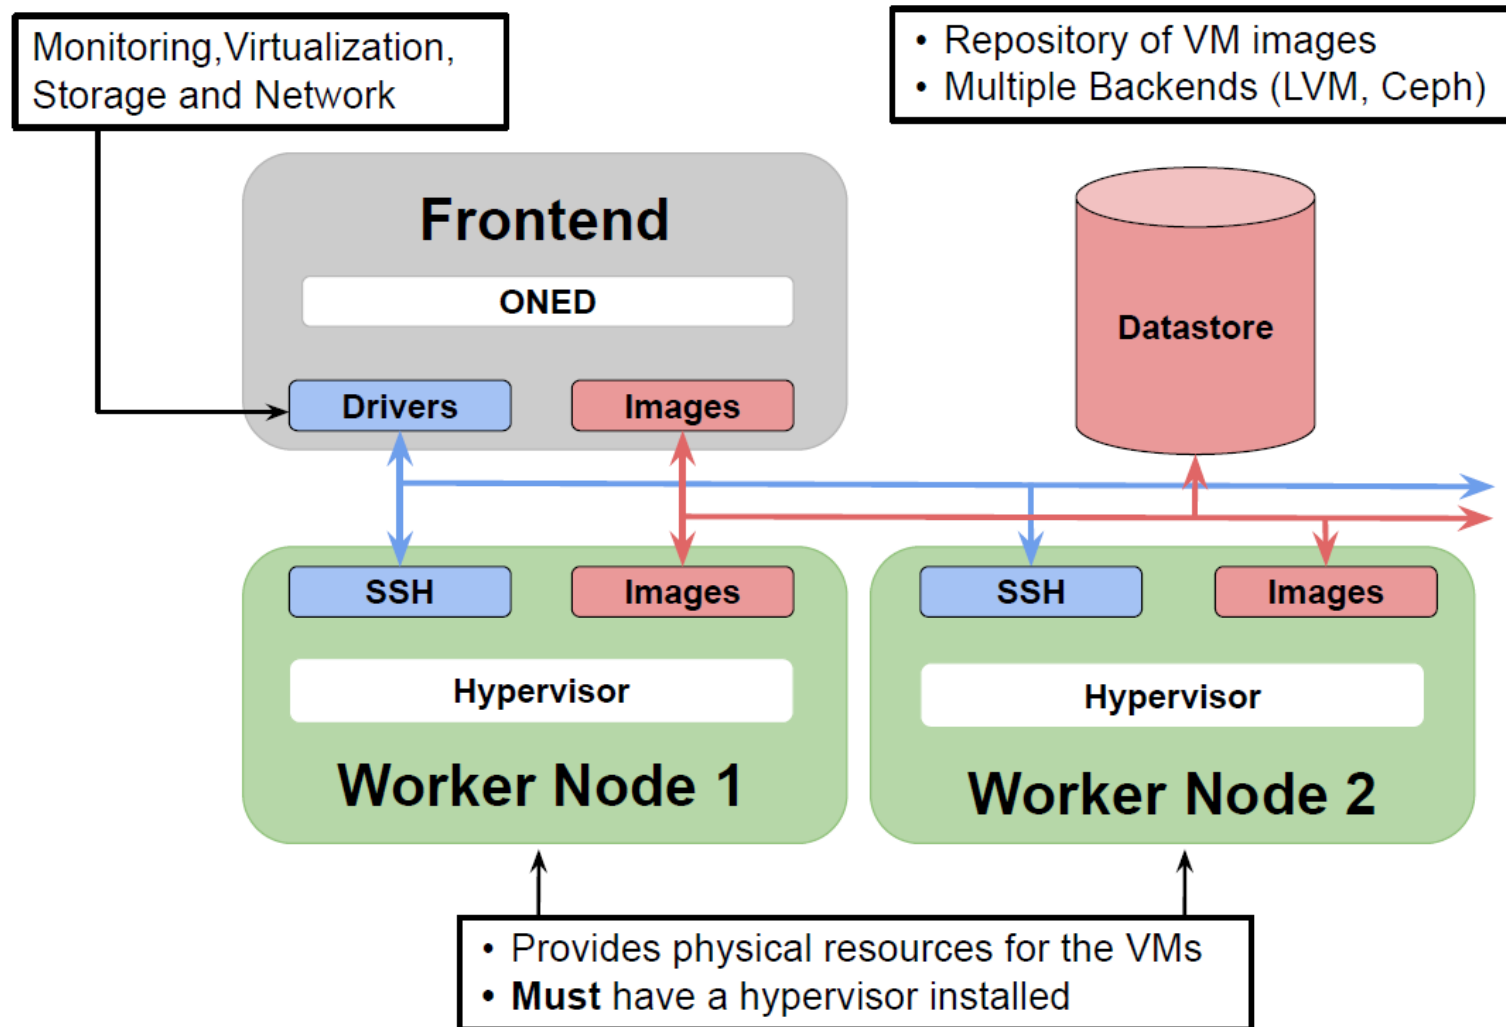 Monitoring,Virtualization,
Storage and Network
• Repository of VM images
• Multiple Backends (LVM, Ceph)
Frontend
ONED
Drivers
Images
Datastore
SSH
Images
Hypervisor
Worker Node 1
SSH
Images
Hypervisor
Worker Node 2
• Provides physical resources for the VMs
• Must have a hypervisor installed